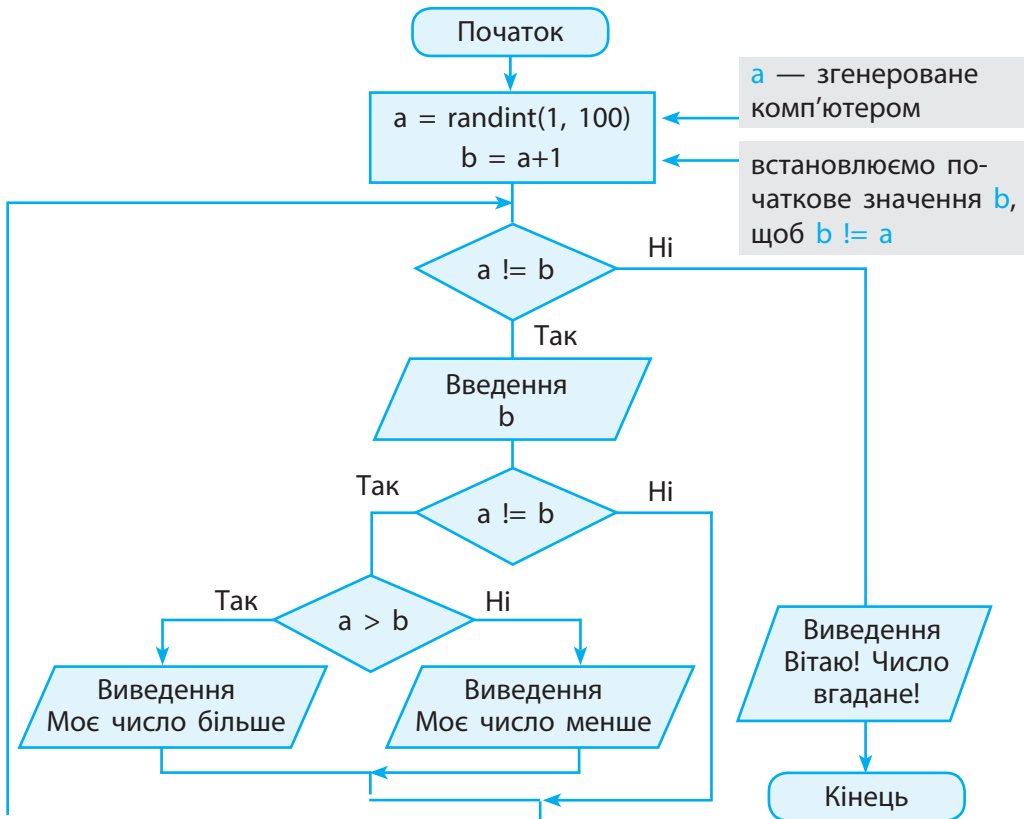 Початок
a = randint(1, 100)
b = a+1
a — згенероване
комп’ютером
встановлюємо по-
чаткове значення b,
щоб b != a
a != b
Ні
Так
Введення
b
Так
a != b
Ні
Так
a > b
Ні
Виведення
Моє число більше
Виведення
Моє число менше
Виведення
Вітаю! Число
вгадане!
Кінець